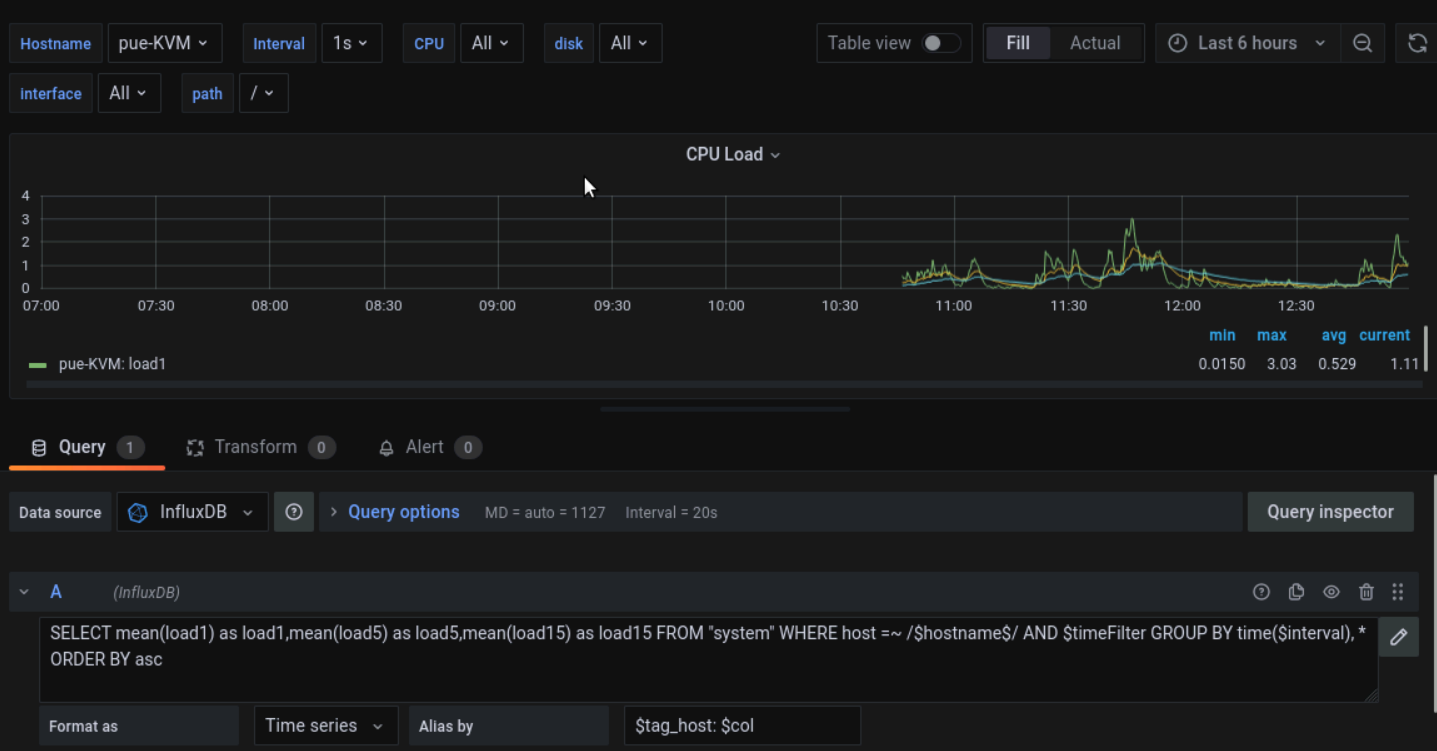 Hostname pue-KVM Interval 1s CPU All disk All Table view Fill Actual Last 6 hours
interface All path /
CPU Load
4
3
2
1
0
07:00 07:30 08:00 08:30 09:00 09:30 10:00 10:30 11:00 11:30 12:00 12:30
min max avg current
pue-KVM: load1 0.0150 3.03 0.529 1.11
Query 1 Transform 0 Alert 0
Data source InfluxDB Query options MD = auto = 1127 Interval = 20s Query inspector
A (InfluxDB)
SELECT mean(load1) as load1,mean(load5) as load5,mean(load15) as load15 FROM "system" WHERE host =~ /$hostname$/ AND $timeFilter GROUP BY time($interval), *
ORDER BY asc
Format as Time series Alias by $tag_host: $col